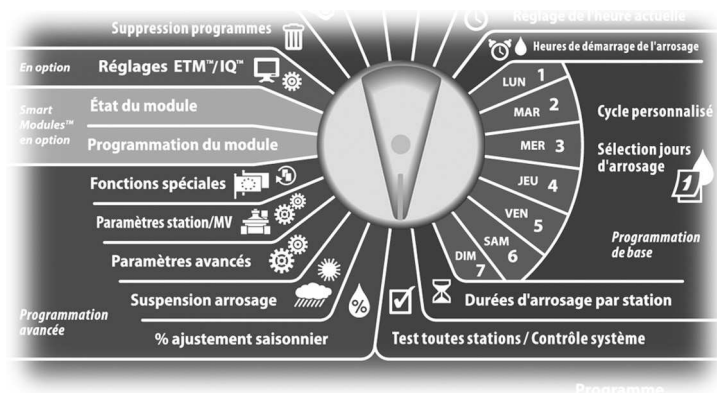 Suppression programmes
Réglage de l'heure actuelle
Heures de démarrage de l'arrosage
En option
Réglages ETM™/IQ™
LUN 1
MAR 2
MER 3
JEU 4
VEN 5
SAM 6
DIM 7
Smart
Modules™
en option
État du module
Programmation du module
Cycle personnalisé
Sélection jours
d'arrosage
1
Fonctions spéciales
Paramètres station/MV
Paramètres avancés
Programmation
de base
Suspension arrosage
Durées d'arrosage par station
Programmation
avancée
%
% ajustement saisonnier
Test toutes stations / Contrôle système
Programme